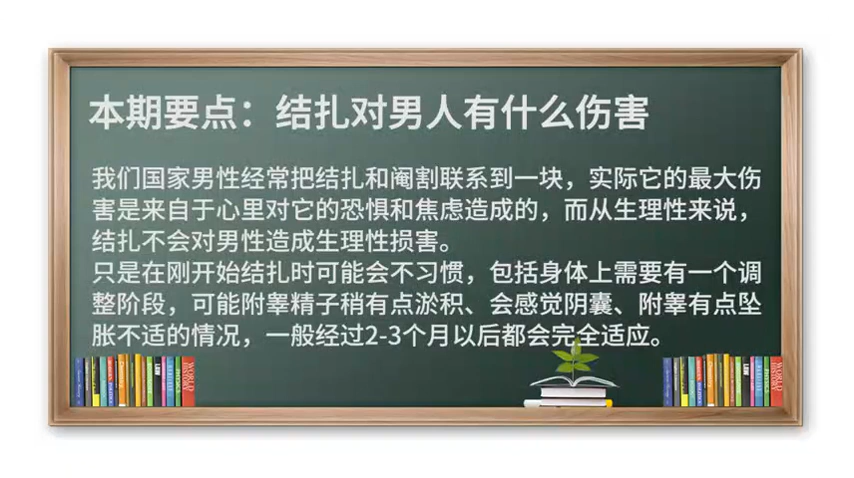 本期要点：结扎对男人有什么伤害
我们国家男性经常把结扎和阉割联系到一块，实际它的最大伤
害是来自于心里对它的恐惧和焦虑造成的，而从生理性来说，
结扎不会对男性造成生理性损害。
只是在刚开始结扎时可能会不习惯，包括身体上需要有一个调
整阶段，可能附睾精子稍有点淤积、会感觉阴囊、附睾有点坠
胀不适的情况，一般经过2-3个月以后都会完全适应。
WORLD HISTORY